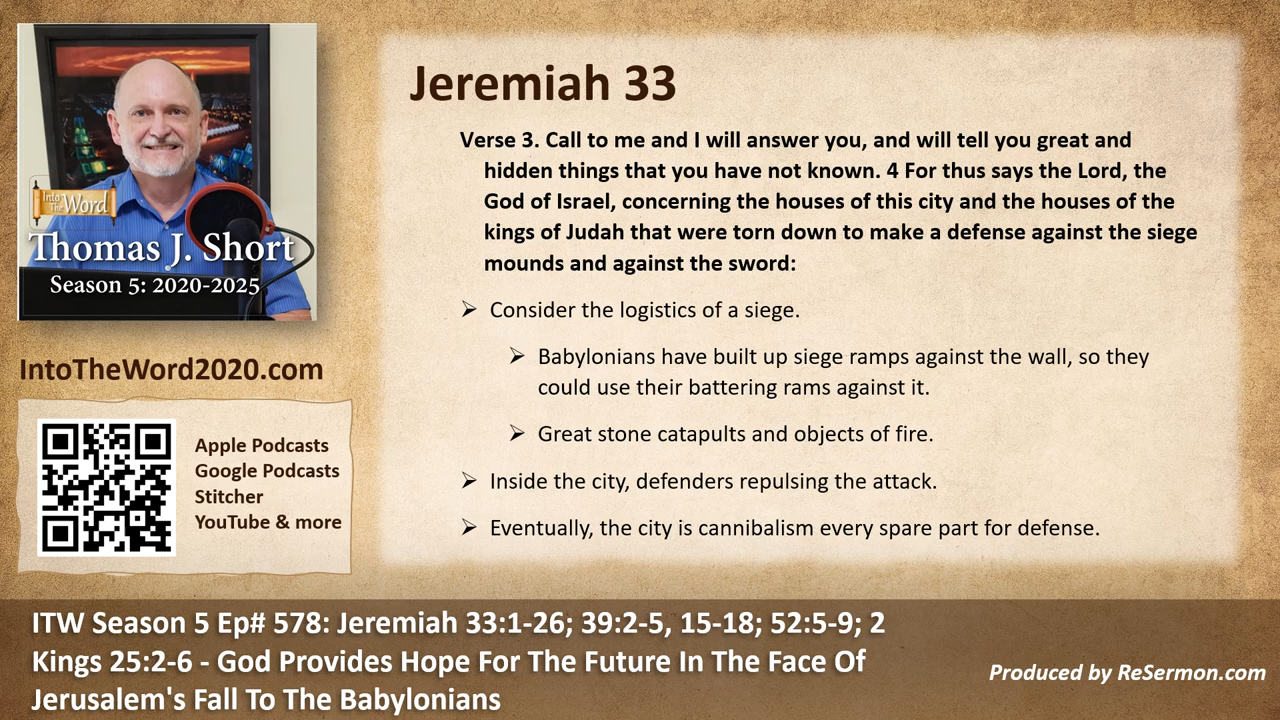 Into
The Word
Thomas J. Short
Season 5: 2020-2025
IntoTheWord2020.com
Apple Podcasts
Google Podcasts
Stitcher
YouTube & more
Jeremiah 33
Verse 3. Call to me and I will answer you, and will tell you great and
hidden things that you have not known. 4 For thus says the Lord, the
God of Israel, concerning the houses of this city and the houses of the
kings of Judah that were torn down to make a defense against the siege
mounds and against the sword:
Consider the logistics of a siege.
Babylonians have built up siege ramps against the wall, so they
could use their battering rams against it.
Great stone catapults and objects of fire.
Inside the city, defenders repulsing the attack.
Eventually, the city is cannibalism every spare part for defense.
ITW Season 5 Ep# 578: Jeremiah 33:1-26; 39:2-5, 15-18; 52:5-9; 2
Kings 25:2-6 - God Provides Hope For The Future In The Face Of
Jerusalem's Fall To The Babylonians
Produced by ReSermon.com